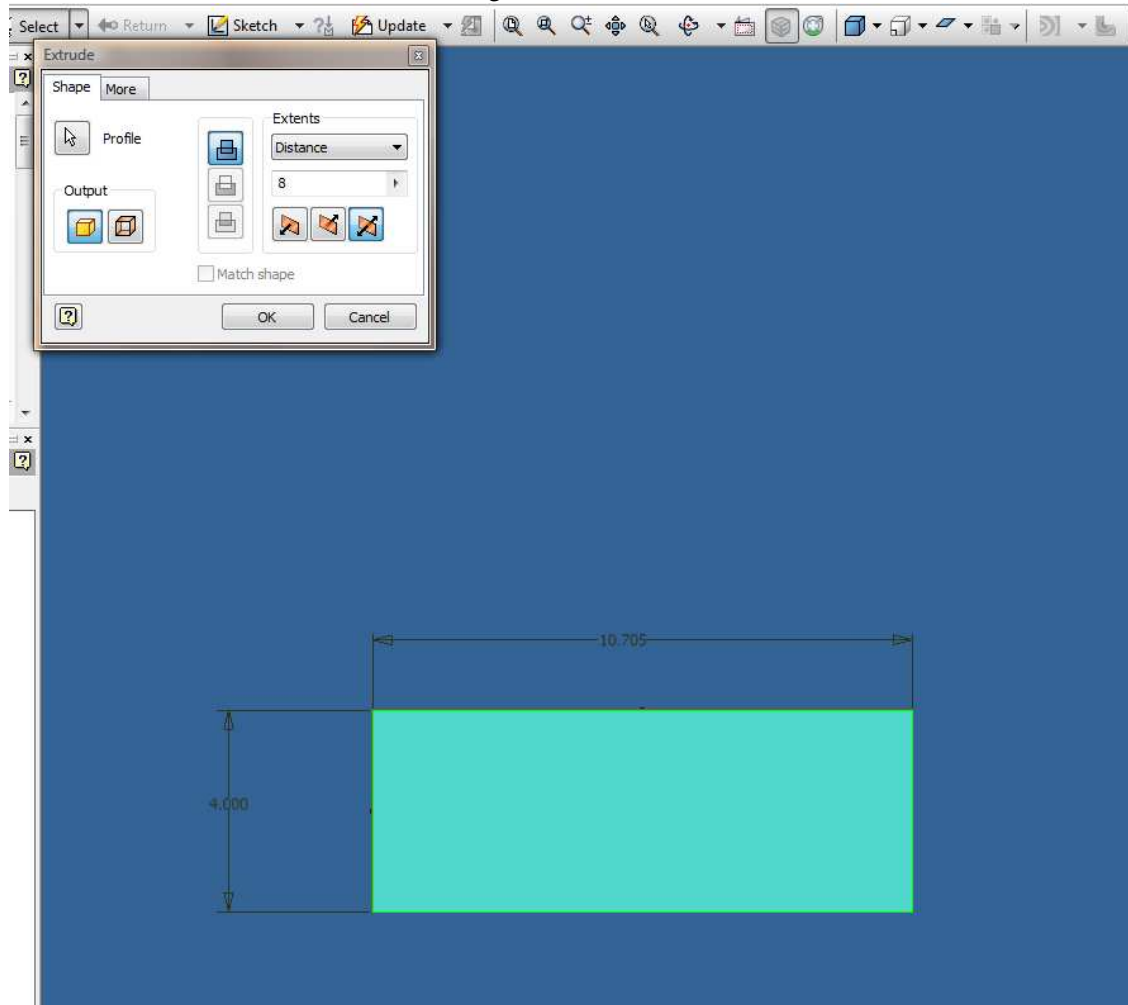 Select Return Sketch Update
Extrude
Shape More
Profile
Extents
Distance
8
Output
Match shape
OK Cancel
10.705
4.000